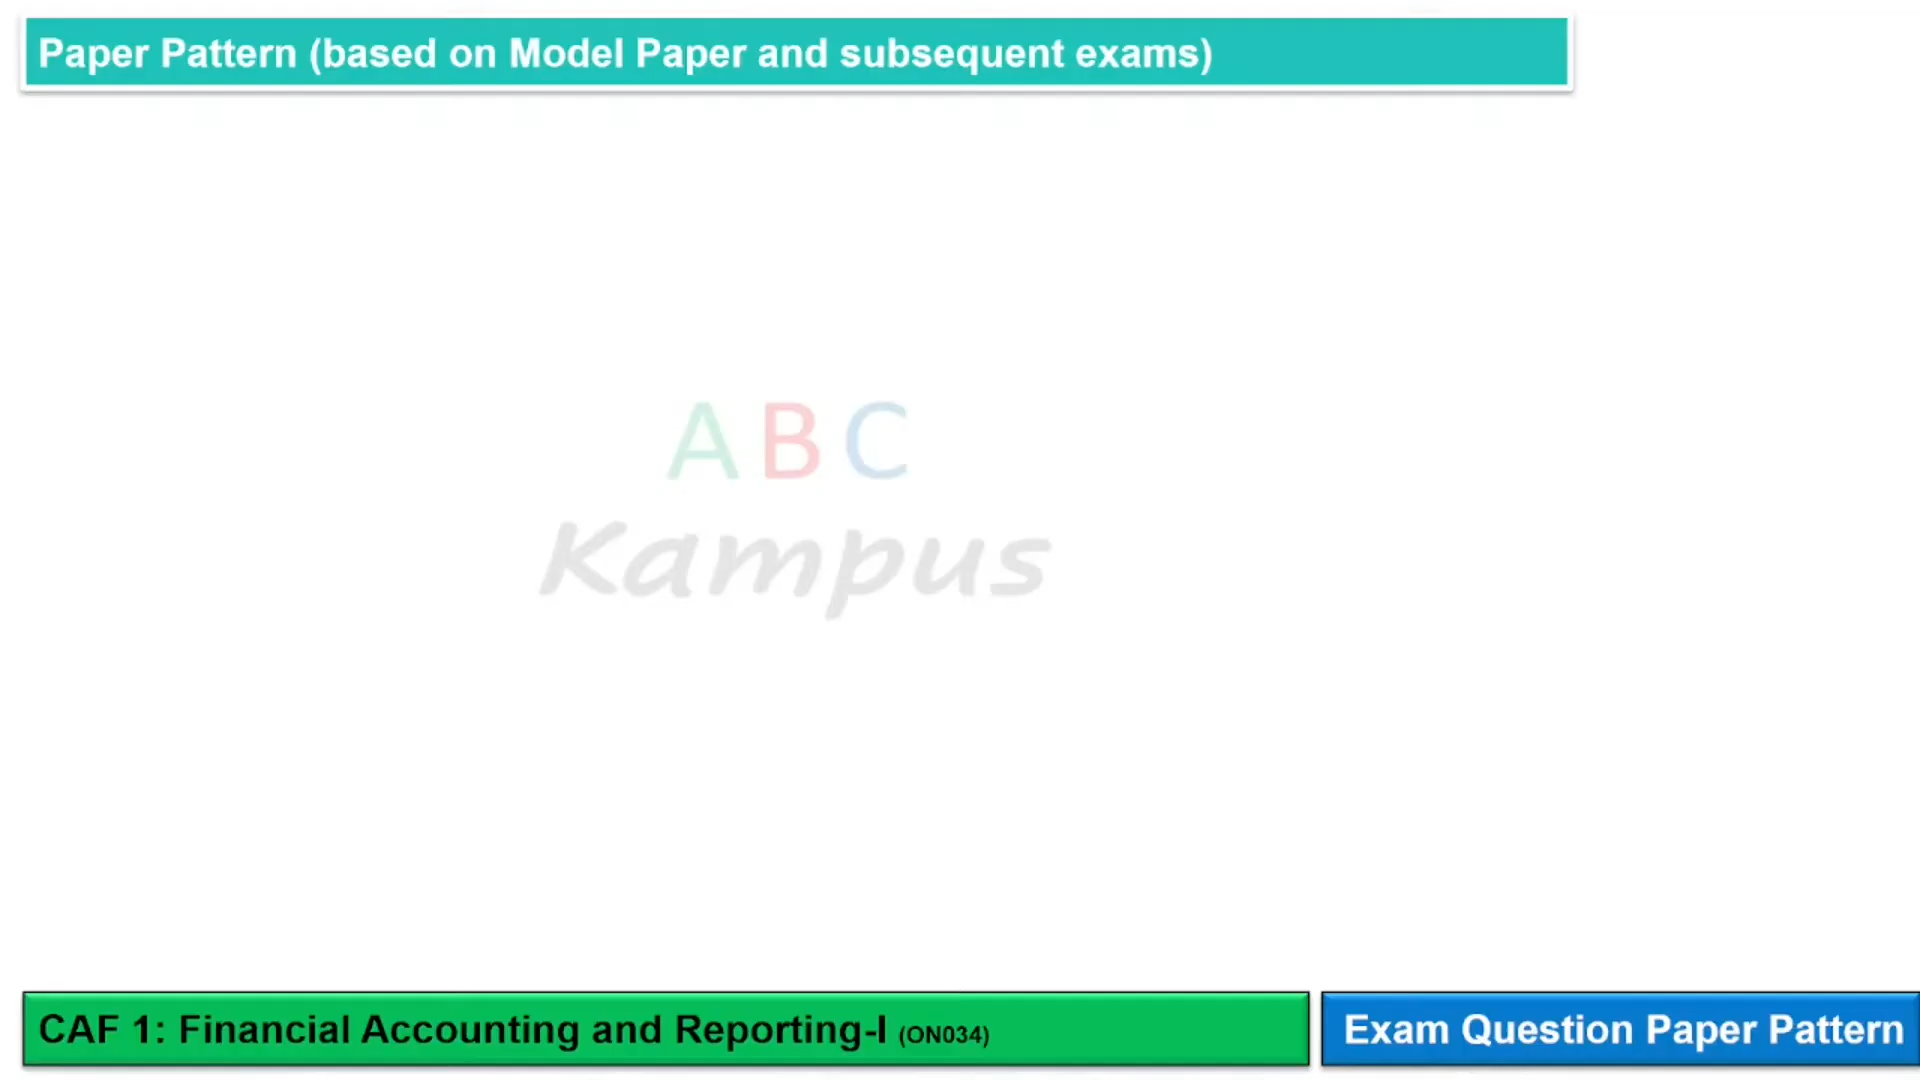 Paper Pattern (based on Model Paper and subsequent exams)
ABC
Kampus
CAF 1: Financial Accounting and Reporting-I (ON034)
Exam Question Paper Pattern